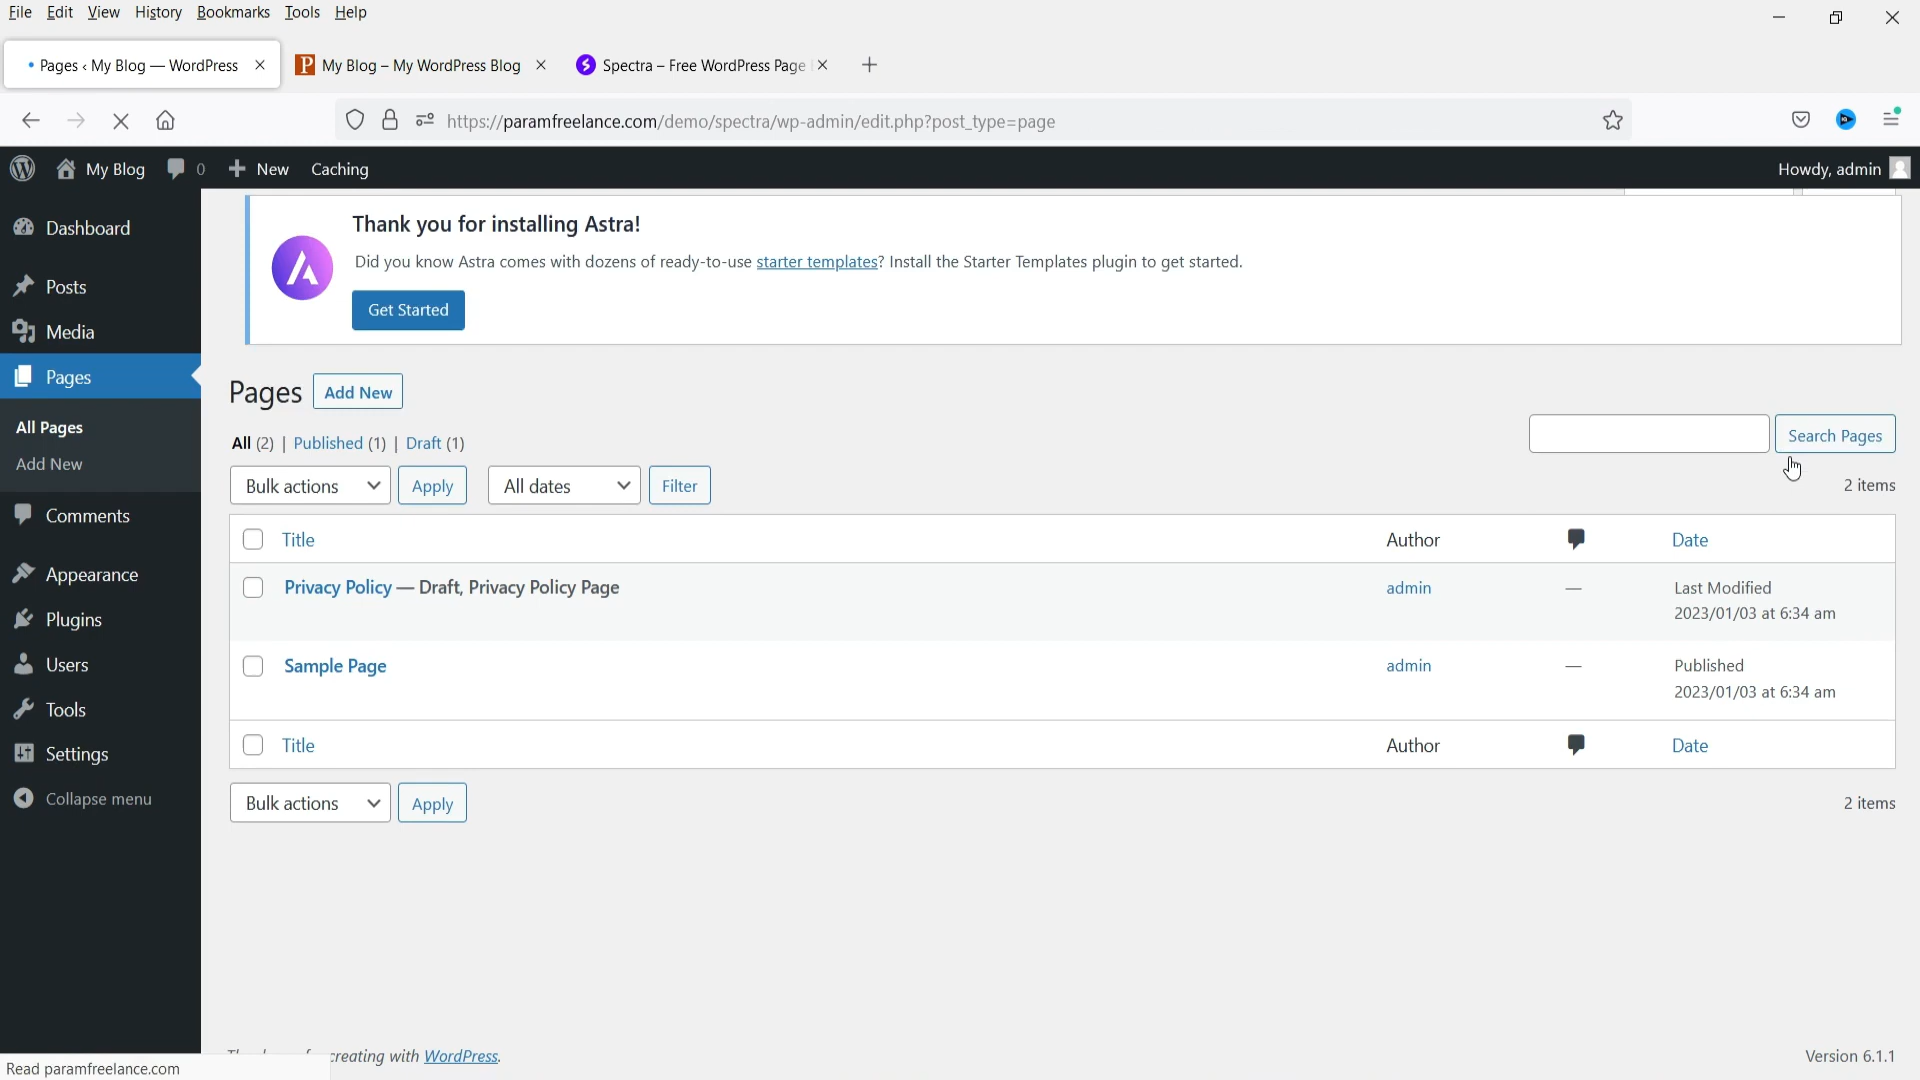 File Edit View History Bookmarks Tools Help
Pages ‹ My Blog — WordPress
My Blog – My WordPress Blog
Spectra – Free WordPress Page
https://paramfreelance.com/demo/spectra/wp-admin/edit.php?post_type=page
My Blog 0 New Caching
Howdy, admin
Dashboard
Posts
Media
Pages
All Pages
Add New
Comments
Appearance
Plugins
Users
Tools
Settings
Collapse menu
Thank you for installing Astra!
Did you know Astra comes with dozens of ready-to-use starter templates? Install the Starter Templates plugin to get started.
Get Started
Pages Add New
All (2) | Published (1) | Draft (1)
Search Pages
Bulk actions Apply All dates Filter
2 items
Title Author Date
Privacy Policy — Draft, Privacy Policy Page admin — Last Modified
2023/01/03 at 6:34 am
Sample Page admin — Published
2023/01/03 at 6:34 am
Title Author Date
Bulk actions Apply
2 items
creating with WordPress.
Version 6.1.1
Read paramfreelance.com